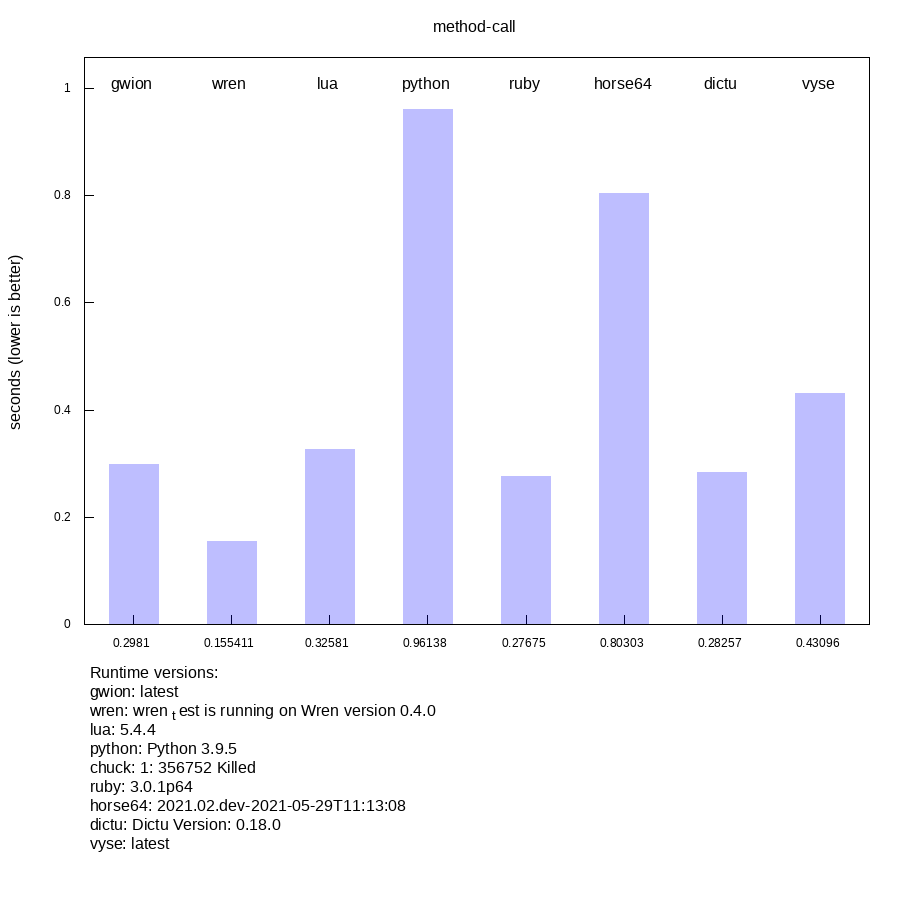 method-call
gwion wren lua python ruby horse64 dictu vyse
seconds (lower is better)
1
0.8
0.6
0.4
0.2
0
0.2981 0.155411 0.32581 0.96138 0.27675 0.80303 0.28257 0.43096
Runtime versions:
gwion: latest
wren: wren t est is running on Wren version 0.4.0
lua: 5.4.4
python: Python 3.9.5
chuck: 1: 356752 Killed
ruby: 3.0.1p64
horse64: 2021.02.dev-2021-05-29T11:13:08
dictu: Dictu Version: 0.18.0
vyse: latest